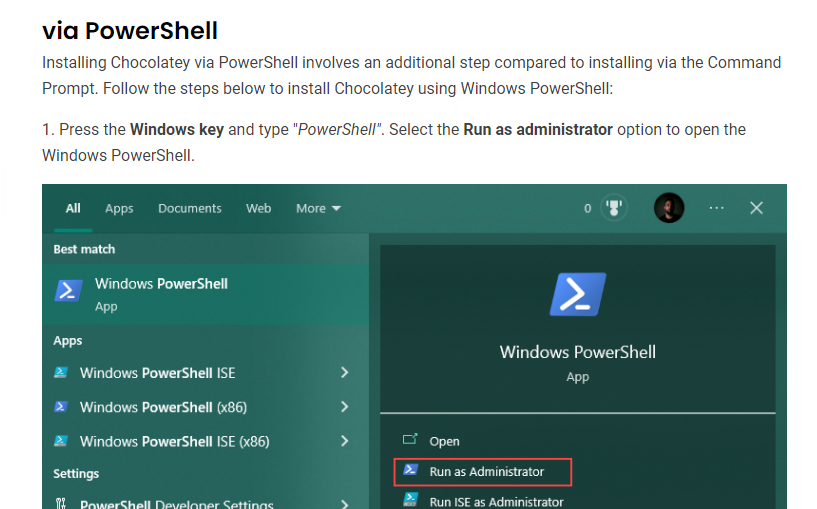 via PowerShell
Installing Chocolatey via PowerShell involves an additional step compared to installing via the Command
Prompt. Follow the steps below to install Chocolatey using Windows PowerShell:
1. Press the Windows key and type "PowerShell". Select the Run as administrator option to open the
Windows PowerShell.
All Apps Documents Web More 0 ...
Best match
Windows PowerShell
App
Apps
Windows PowerShell ISE
Windows PowerShell (x86)
Windows PowerShell ISE (x86)
Settings
PowerShell Developer Settings
Windows PowerShell
App
Open
Run as Administrator
Run ISE as Administrator